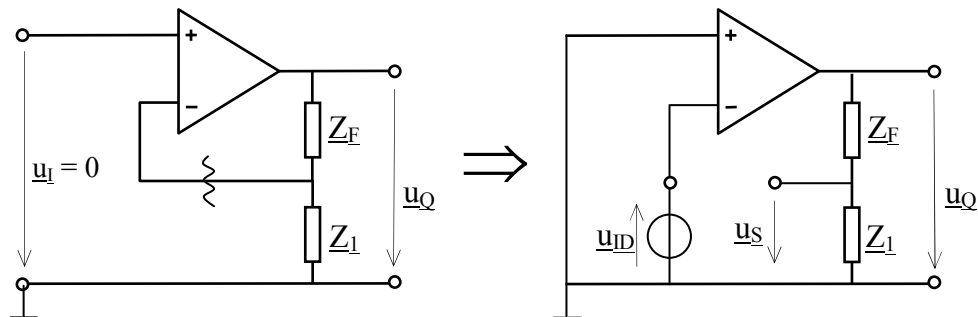 +
−
Z_F
u_I = 0
u_Q
Z_1
⇒
+
−
Z_F
u_ID
u_S
u_Q
Z_1